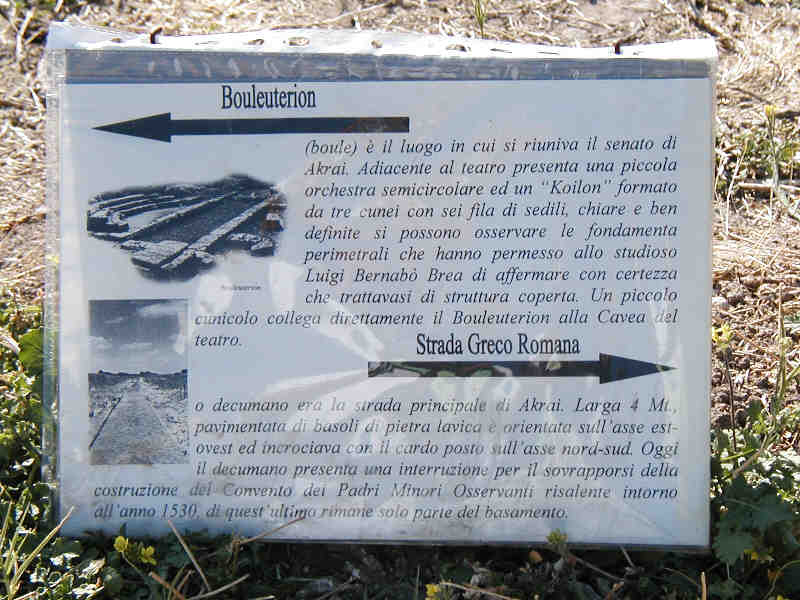 Bouleuterion
(boule) è il luogo in cui si riuniva il senato di
Akrai. Adiacente al teatro presenta una piccola
orchestra semicircolare ed un “Koilon” formato
da tre cunei con sei fila di sedili, chiare e ben
definite si possono osservare le fondamenta
perimetrali che hanno permesso allo studioso
Luigi Bernabò Brea di affermare con certezza
che trattavasi di struttura coperta. Un piccolo
Bouleuterion
cunicolo collega direttamente il Bouleuterion alla Cavea del
teatro.
Strada Greco Romana
o decumano era la strada principale di Akrai. Larga 4 Mt.,
pavimentata di basoli di pietra lavica è orientata sull'asse est-
ovest ed incrociava con il cardo posto sull'asse nord-sud. Oggi
il decumano presenta una interruzione per il sovrapporsi della
costruzione del Convento dei Padri Minori Osservanti risalente intorno
all'anno 1530, di quest'ultimo rimane solo parte del basamento.